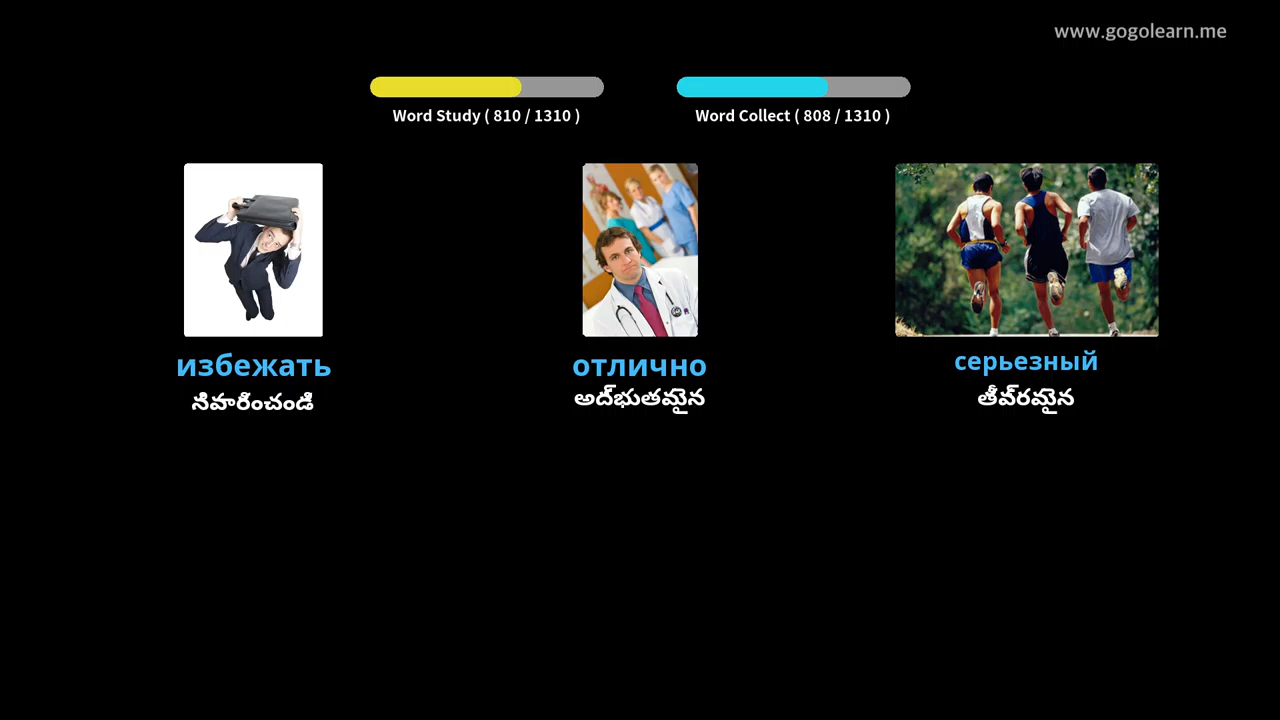 www.gogolearn.me
Word Study ( 810 / 1310 )
Word Collect ( 808 / 1310 )
избежать
నివారించండి
отлично
అద్భుతమైన
серьезный
తీవ్రమైన